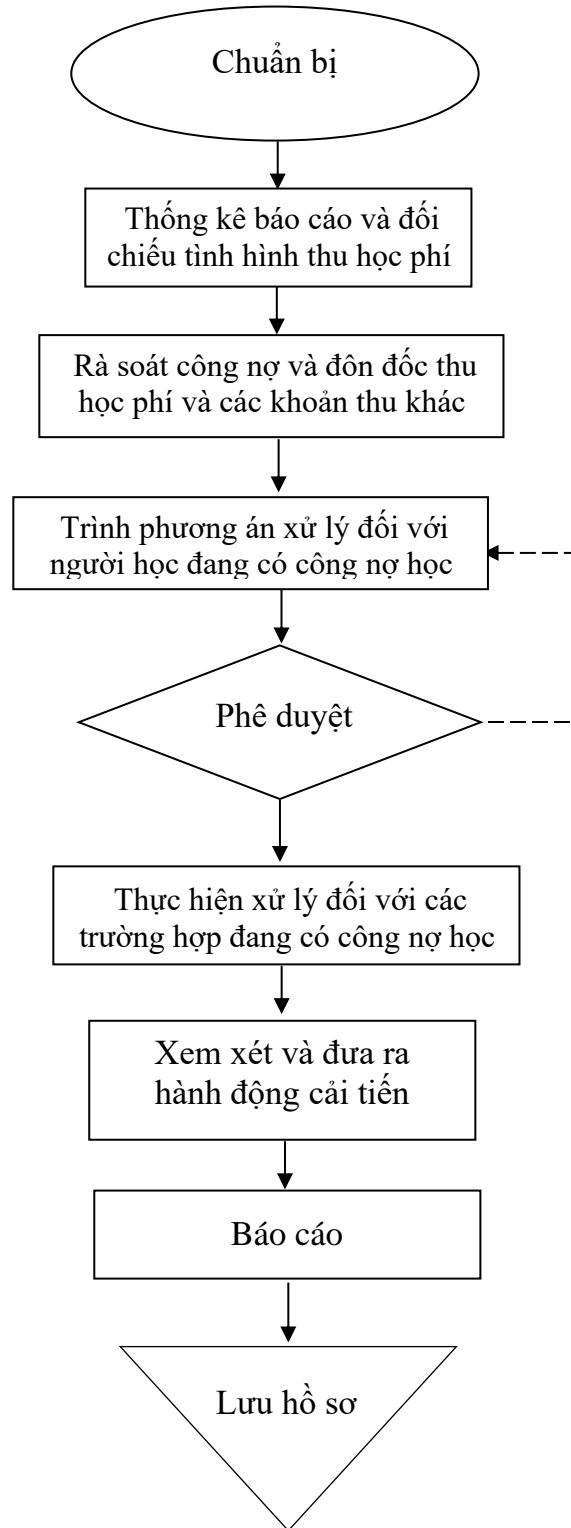 Chuẩn bị
Thống kê báo cáo và đối
chiếu tình hình thu học phí
Rà soát công nợ và đôn đốc thu
học phí và các khoản thu khác
Trình phương án xử lý đối với
người học đang có công nợ học
Phê duyệt
Thực hiện xử lý đối với các
trường hợp đang có công nợ học
Xem xét và đưa ra
hành động cải tiến
Báo cáo
Lưu hồ sơ